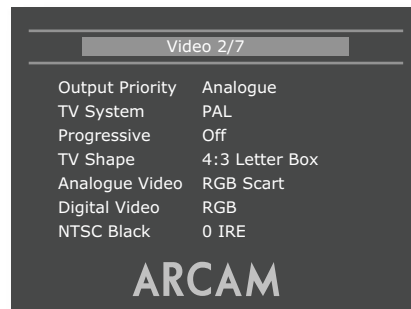 Video 2/7
Output Priority Analogue
TV System PAL
Progressive Off
TV Shape 4:3 Letter Box
Analogue Video RGB Scart
Digital Video RGB
NTSC Black 0 IRE
ARCAM